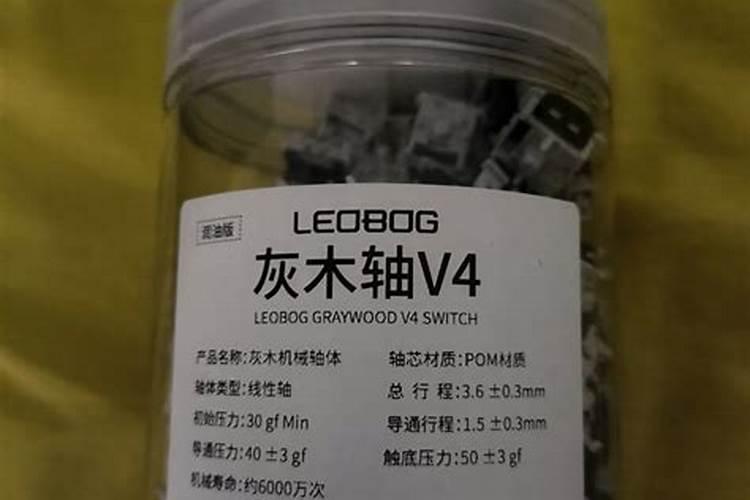 LEOBOG
润油版
灰木轴V4
LEOBOG GRAYWOOD V4 SWITCH
产品名称:灰木机械轴体 轴芯材质:POM材质
轴体类型:线性轴 总 行 程:3.6 ±0.3mm
初始压力:30 gf Min 导通行程:1.5 ±0.3mm
导通压力:40 ±3 gf 触底压力:50 ±3 gf
机械寿命:约6000万次